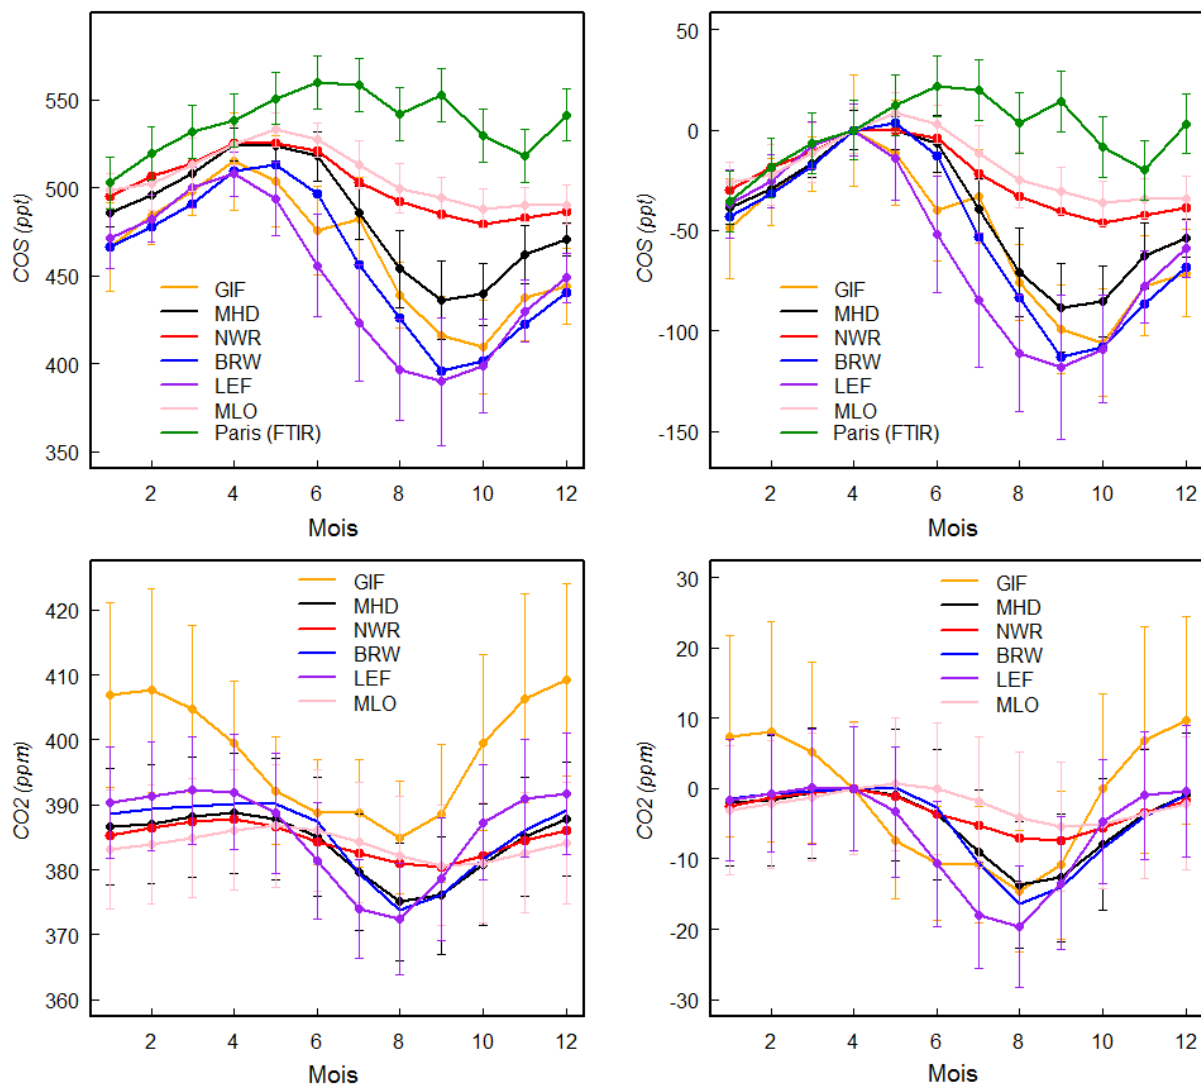 550
500
450
400
350
COS (ppt)
GIF
MHD
NWR
BRW
LEF
MLO
Paris (FTIR)
2 4 6 8 10 12
Mois
50
0
-50
-100
-150
COS (ppt)
GIF
MHD
NWR
BRW
LEF
MLO
Paris (FTIR)
2 4 6 8 10 12
Mois
420
410
400
390
380
370
360
CO2 (ppm)
GIF
MHD
NWR
BRW
LEF
MLO
2 4 6 8 10 12
Mois
30
20
10
0
-10
-20
-30
CO2 (ppm)
GIF
MHD
NWR
BRW
LEF
MLO
2 4 6 8 10 12
Mois